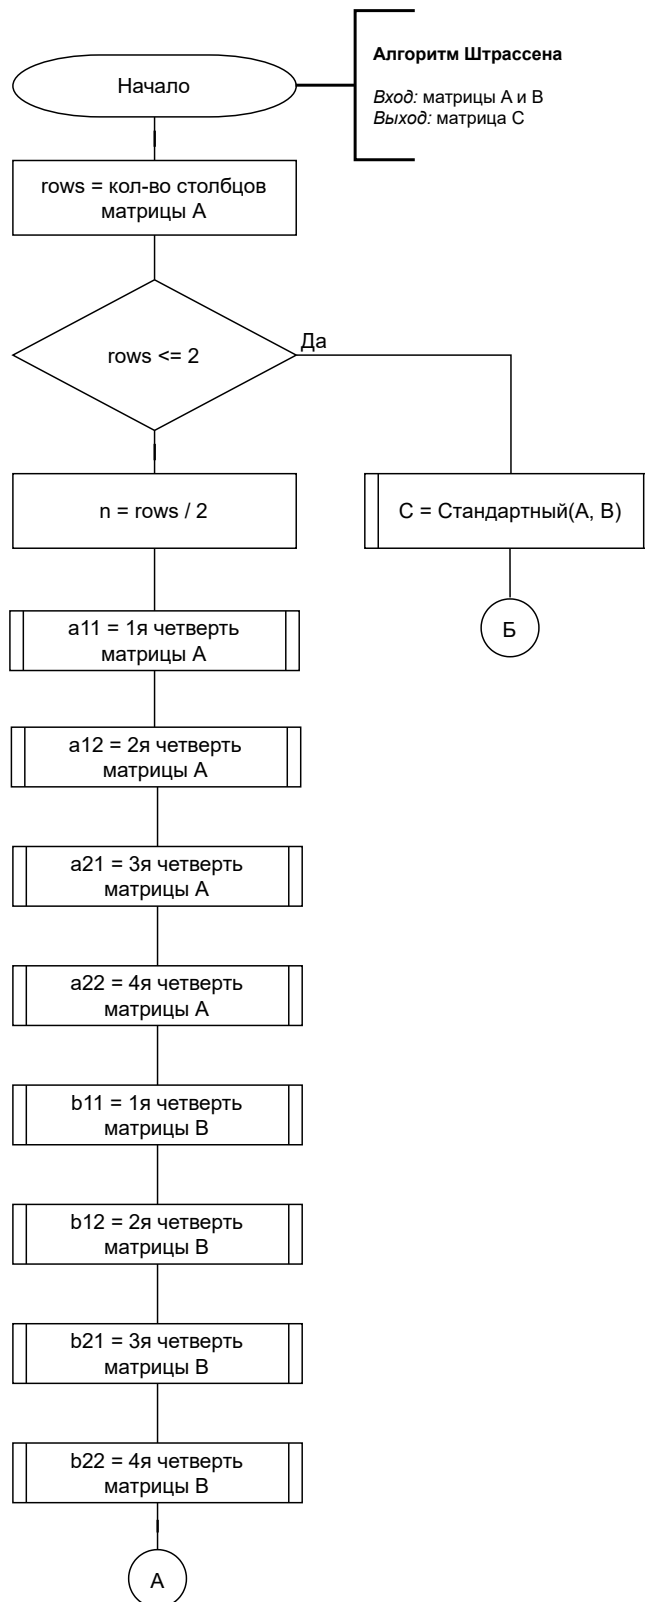 Алгоритм Штрассена
Начало
Вход: матрицы А и В
Выход: матрица С
rows = кол-во столбцов
матрицы А
Да
rows <= 2
n = rows / 2
С = Стандартный(А, В)
a11 = 1я четверть
матрицы А
Б
a12 = 2я четверть
матрицы А
a21 = 3я четверть
матрицы А
a22 = 4я четверть
матрицы А
b11 = 1я четверть
матрицы В
b12 = 2я четверть
матрицы В
b21 = 3я четверть
матрицы В
b22 = 4я четверть
матрицы В
А